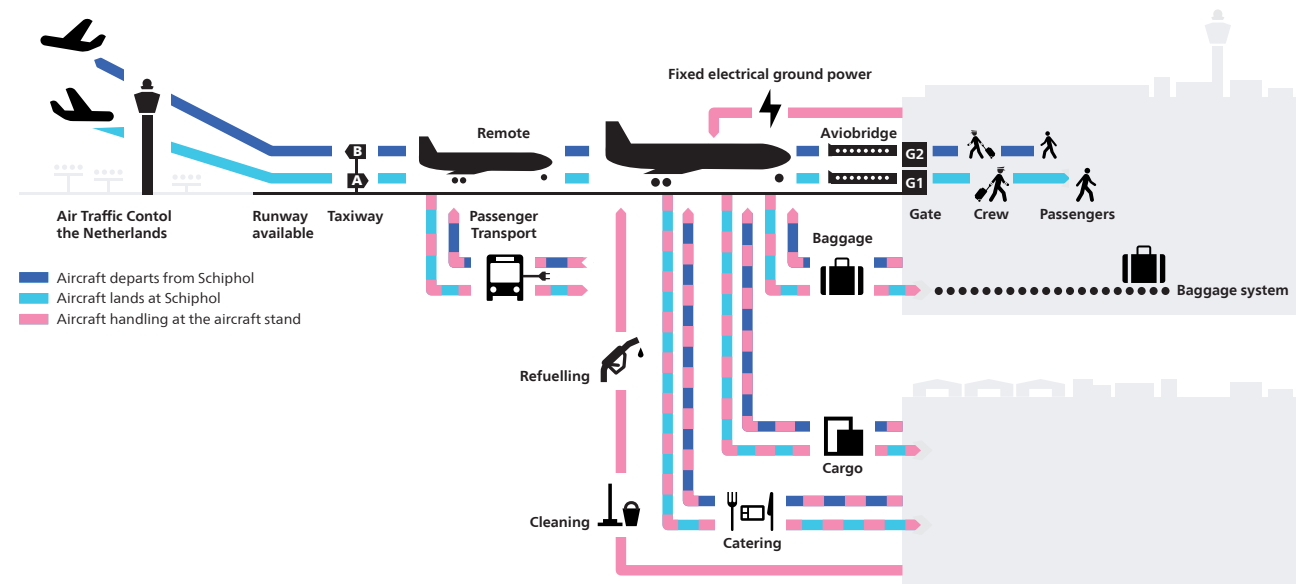 Fixed electrical ground power
Remote
Aviobridge
B
A
G2
G1
Air Traffic Contol
the Netherlands
Runway
available
Taxiway
Passenger
Transport
Gate
Crew
Passengers
Baggage
Aircraft departs from Schiphol
Aircraft lands at Schiphol
Aircraft handling at the aircraft stand
Baggage system
Refuelling
Cargo
Cleaning
Catering